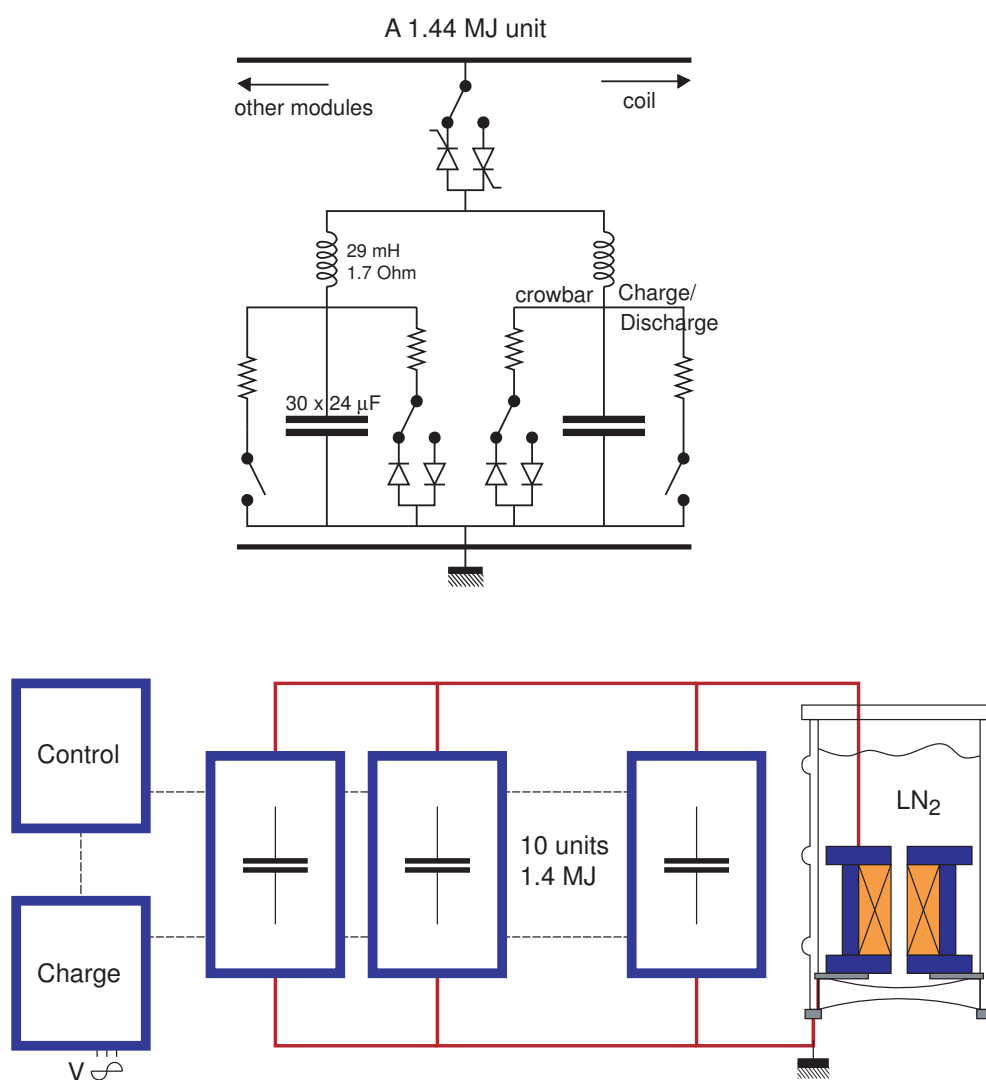 A 1.44 MJ unit
other modules
coil
29 mH
1.7 Ohm
crowbar
Charge/
Discharge
30 x 24 μF
Control
LN₂
10 units
1.4 MJ
Charge
V